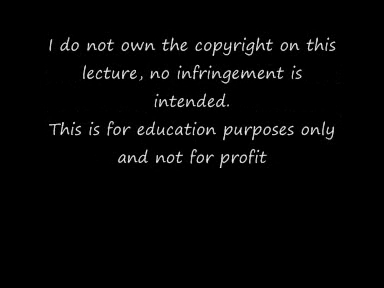 I do not own the copyright on this
lecture, no infringement is
intended.
This is for education purposes only
and not for profit